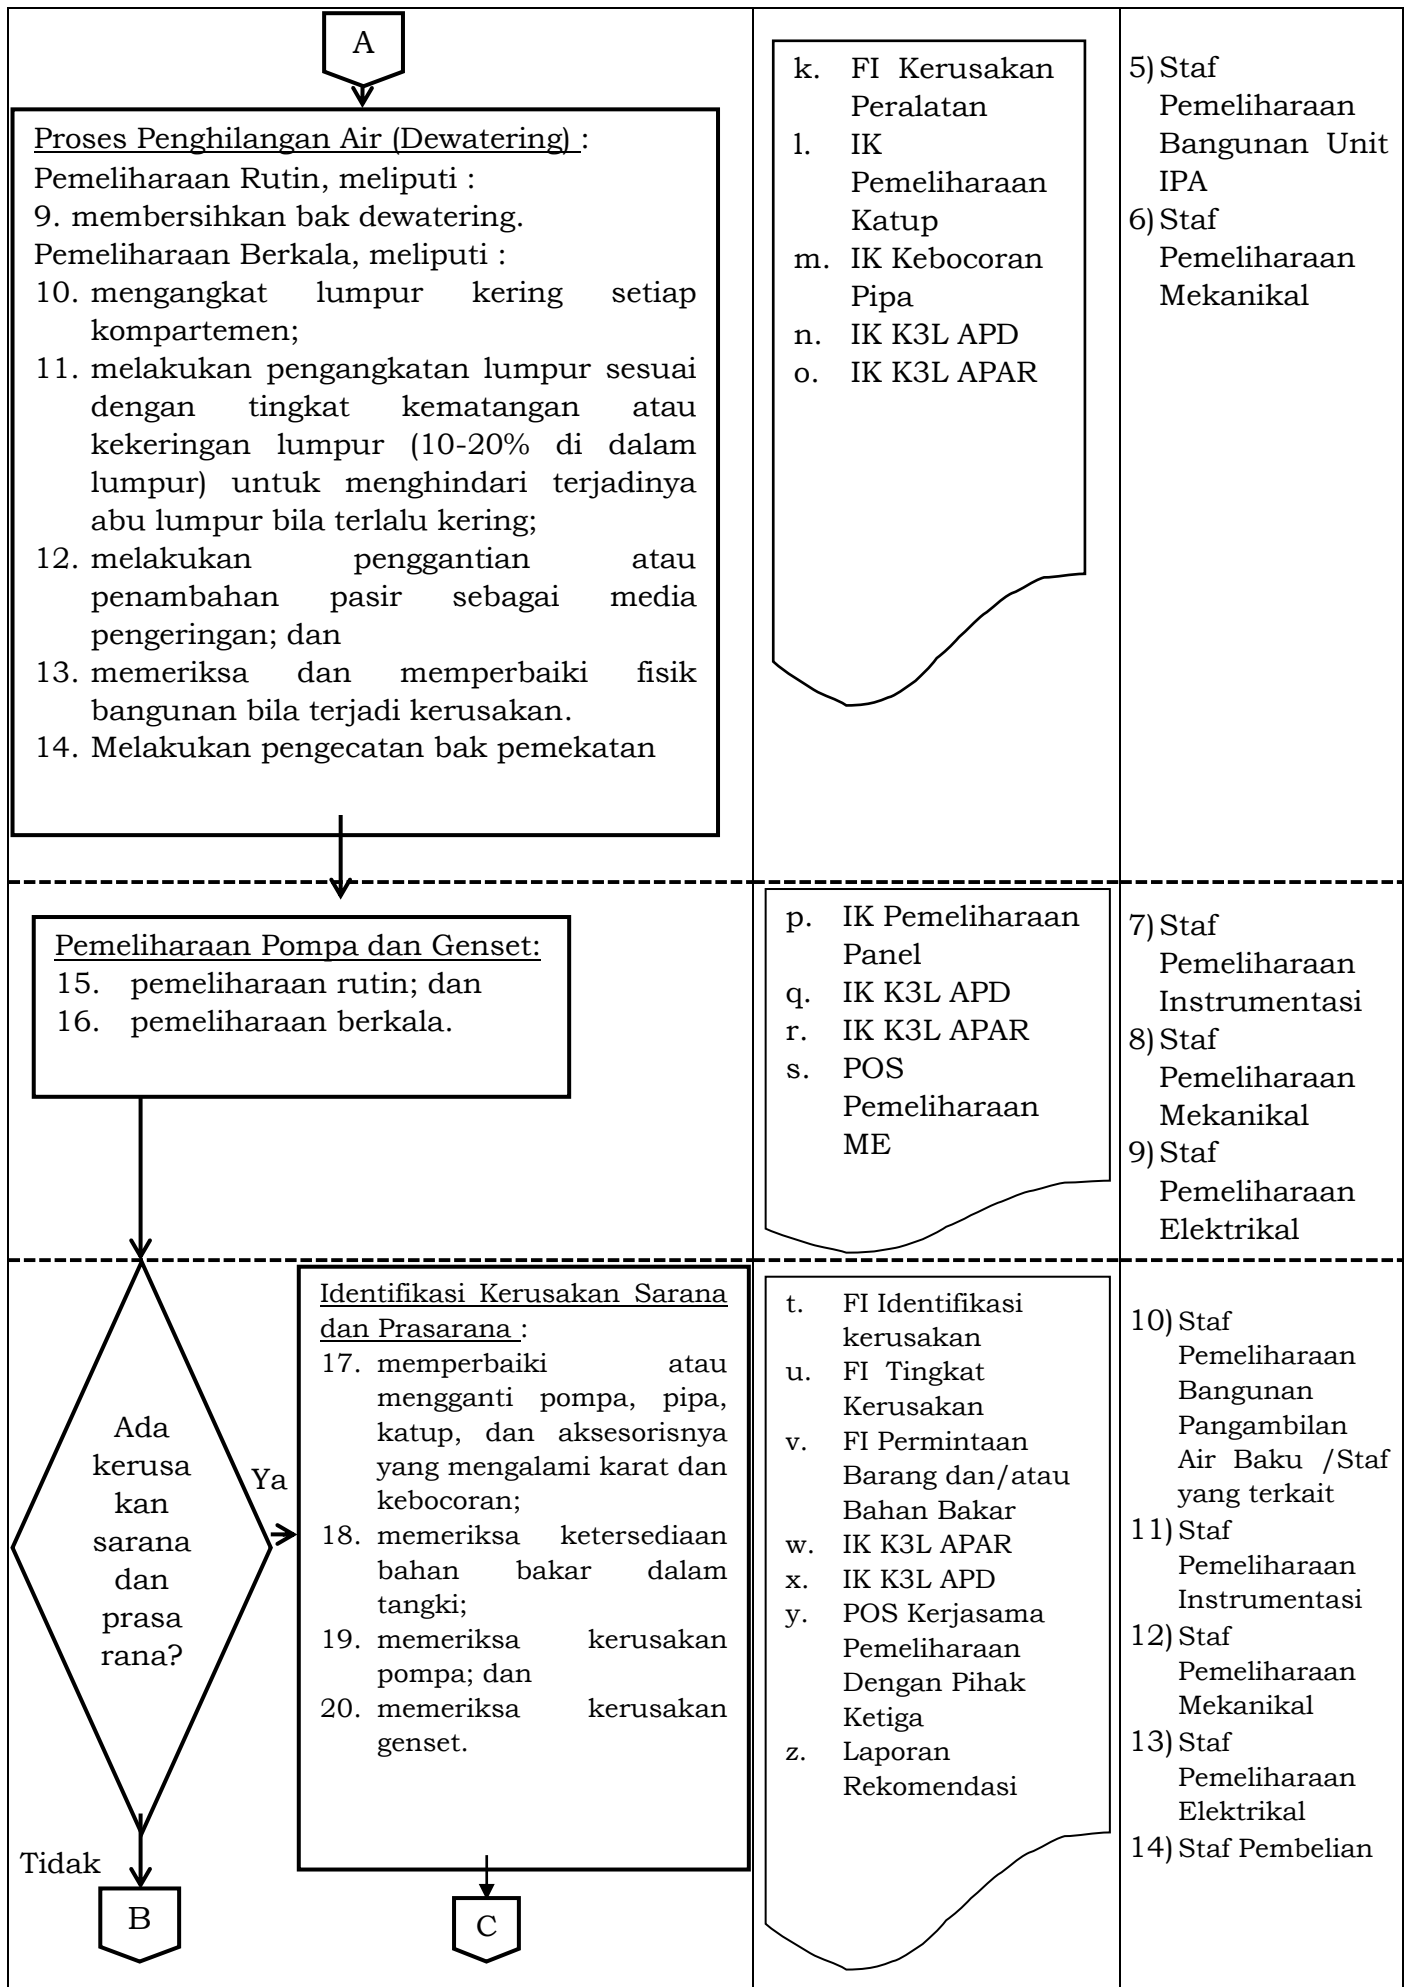 A
Proses Penghilangan Air (Dewatering) :
Pemeliharaan Rutin, meliputi :
9. membersihkan bak dewatering.
Pemeliharaan Berkala, meliputi :
10. mengangkat lumpur kering setiap
kompartemen;
11. melakukan pengangkatan lumpur sesuai
dengan tingkat kematangan atau
kekeringan lumpur (10-20% di dalam
lumpur) untuk menghindari terjadinya
abu lumpur bila terlalu kering;
12. melakukan penggantian atau
penambahan pasir sebagai media
pengeringan; dan
13. memeriksa dan memperbaiki fisik
bangunan bila terjadi kerusakan.
14. Melakukan pengecatan bak pemekatan
k. FI Kerusakan
Peralatan
l. IK
Pemeliharaan
Katup
m. IK Kebocoran
Pipa
n. IK K3L APD
o. IK K3L APAR
5) Staf
Pemeliharaan
Bangunan Unit
IPA
6) Staf
Pemeliharaan
Mekanikal
Pemeliharaan Pompa dan Genset:
15. pemeliharaan rutin; dan
16. pemeliharaan berkala.
p. IK Pemeliharaan
Panel
q. IK K3L APD
r. IK K3L APAR
s. POS
Pemeliharaan
ME
7) Staf
Pemeliharaan
Instrumentasi
8) Staf
Pemeliharaan
Mekanikal
9) Staf
Pemeliharaan
Elektrikal
Ada
kerusa
kan
sarana
dan
prasa
rana?
Ya
Tidak
B
Identifikasi Kerusakan Sarana
dan Prasarana :
17. memperbaiki atau
mengganti pompa, pipa,
katup, dan aksesorisnya
yang mengalami karat dan
kebocoran;
18. memeriksa ketersediaan
bahan bakar dalam
tangki;
19. memeriksa kerusakan
pompa; dan
20. memeriksa kerusakan
genset.
C
t. FI Identifikasi
kerusakan
u. FI Tingkat
Kerusakan
v. FI Permintaan
Barang dan/atau
Bahan Bakar
w. IK K3L APAR
x. IK K3L APD
y. POS Kerjasama
Pemeliharaan
Dengan Pihak
Ketiga
z. Laporan
Rekomendasi
10) Staf
Pemeliharaan
Bangunan
Pangambilan
Air Baku /Staf
yang terkait
11) Staf
Pemeliharaan
Instrumentasi
12) Staf
Pemeliharaan
Mekanikal
13) Staf
Pemeliharaan
Elektrikal
14) Staf Pembelian